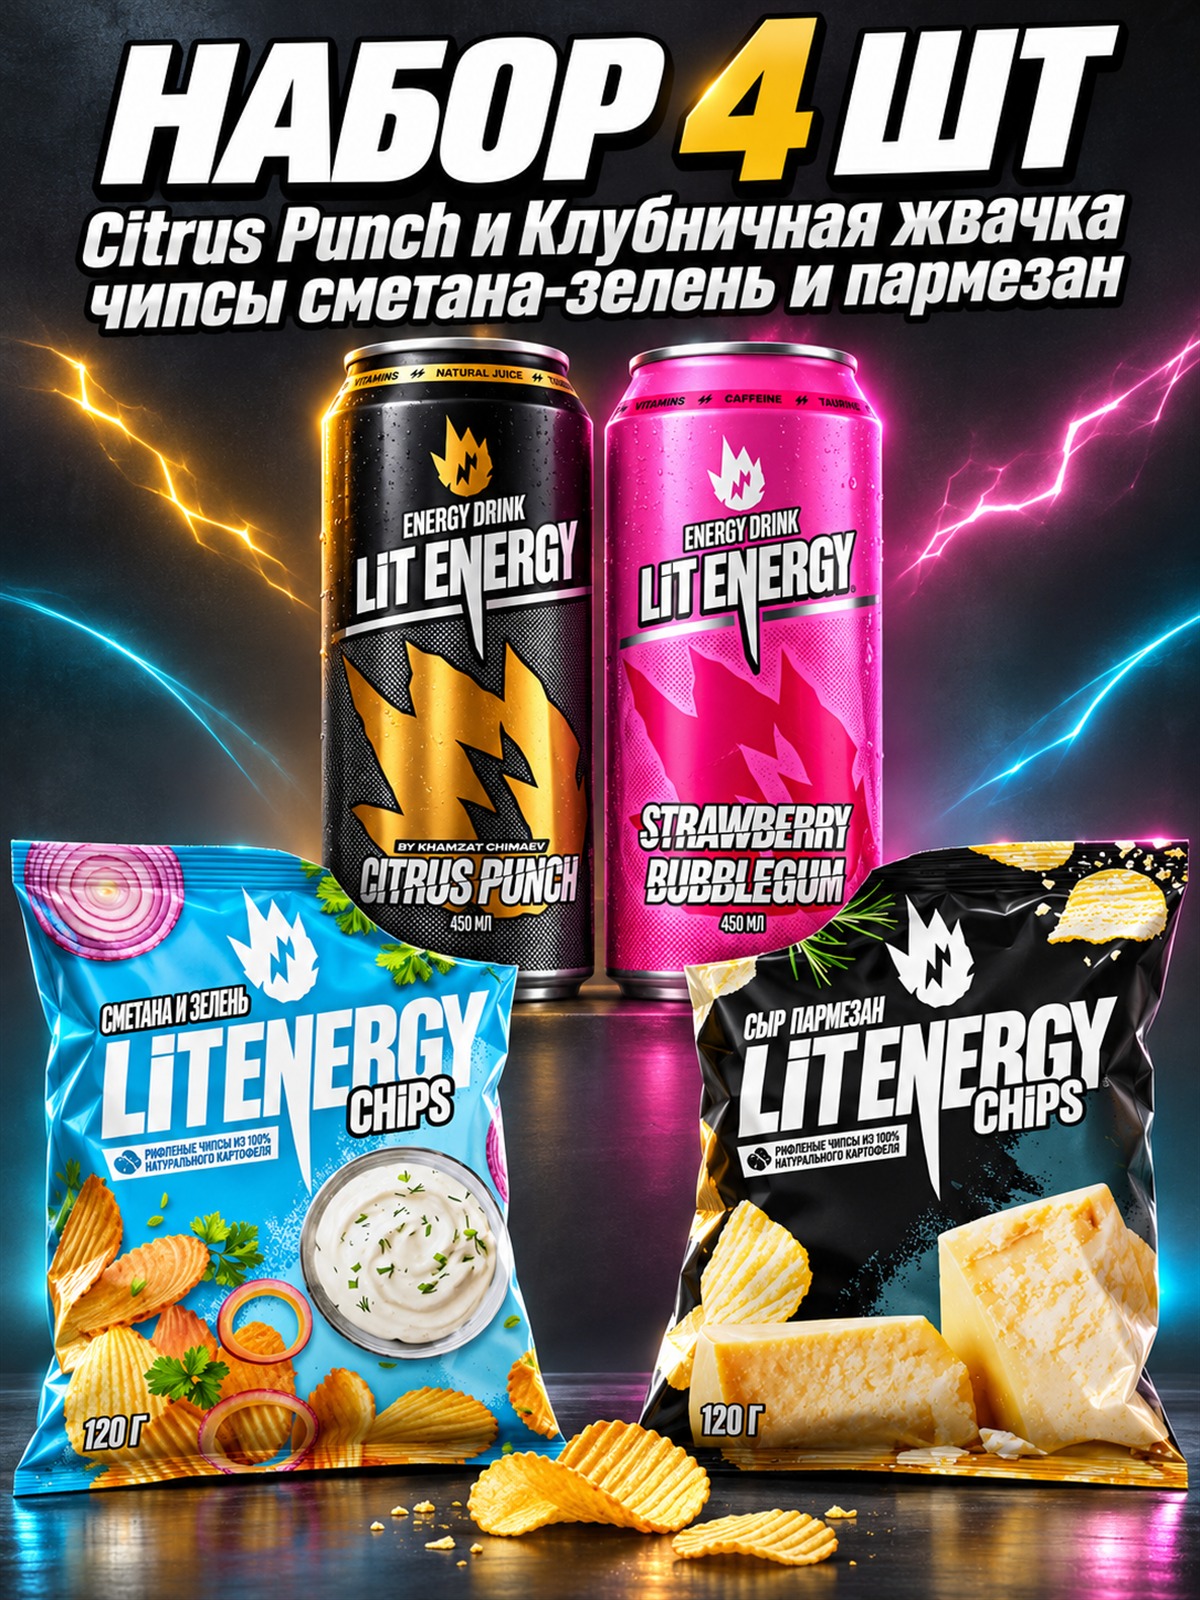 НАБОР 4 ШТ
Citrus Punch и Клубничная жвачка
чипсы сметана-зелень и пармезан
VITAMINS NATURAL JUICE
VITAMINS CAFFEINE TAURINE
ENERGY DRINK
LiT ENERGY
BY KHAMZAT CHIMAEV
CITRUS PUNCH
450 МЛ
ENERGY DRINK
LiT ENERGY
STRAWBERRY
BUBBLEGUM
450 МЛ
СМЕТАНА И ЗЕЛЕНЬ
LiTENERGY
CHiPS
РИФЛЕНЫЕ ЧИПСЫ ИЗ 100%
НАТУРАЛЬНОГО КАРТОФЕЛЯ
120 Г
СЫР ПАРМЕЗАН
LiTENERGY
CHiPS
РИФЛЕНЫЕ ЧИПСЫ ИЗ 100%
НАТУРАЛЬНОГО КАРТОФЕЛЯ
120 Г